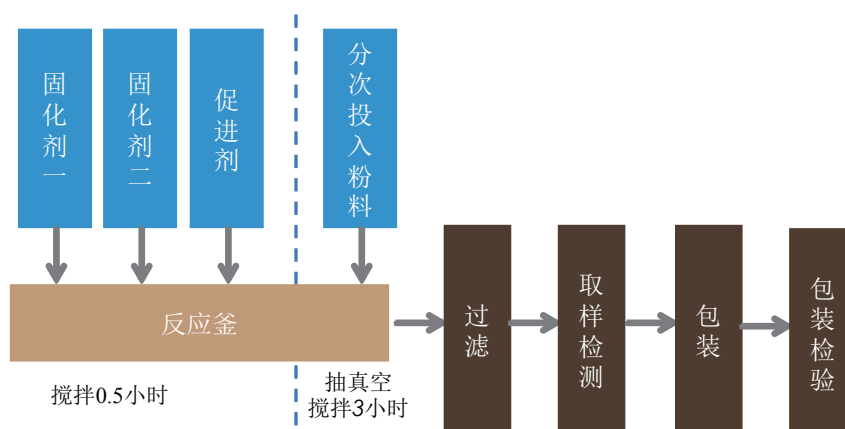 固化剂一
固化剂二
促进剂
分次投入粉料
反应釜
过滤
取样检测
包装
包装检验
搅拌0.5小时
抽真空
搅拌3小时